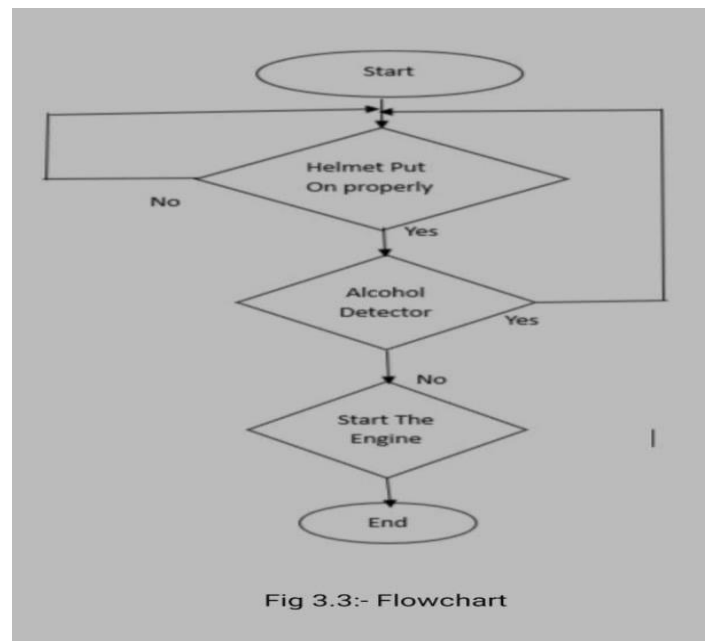 Start
Helmet Put
On properly
No
Yes
Alcohol
Detector
Yes
No
Start The
Engine
End
Fig 3.3:- Flowchart